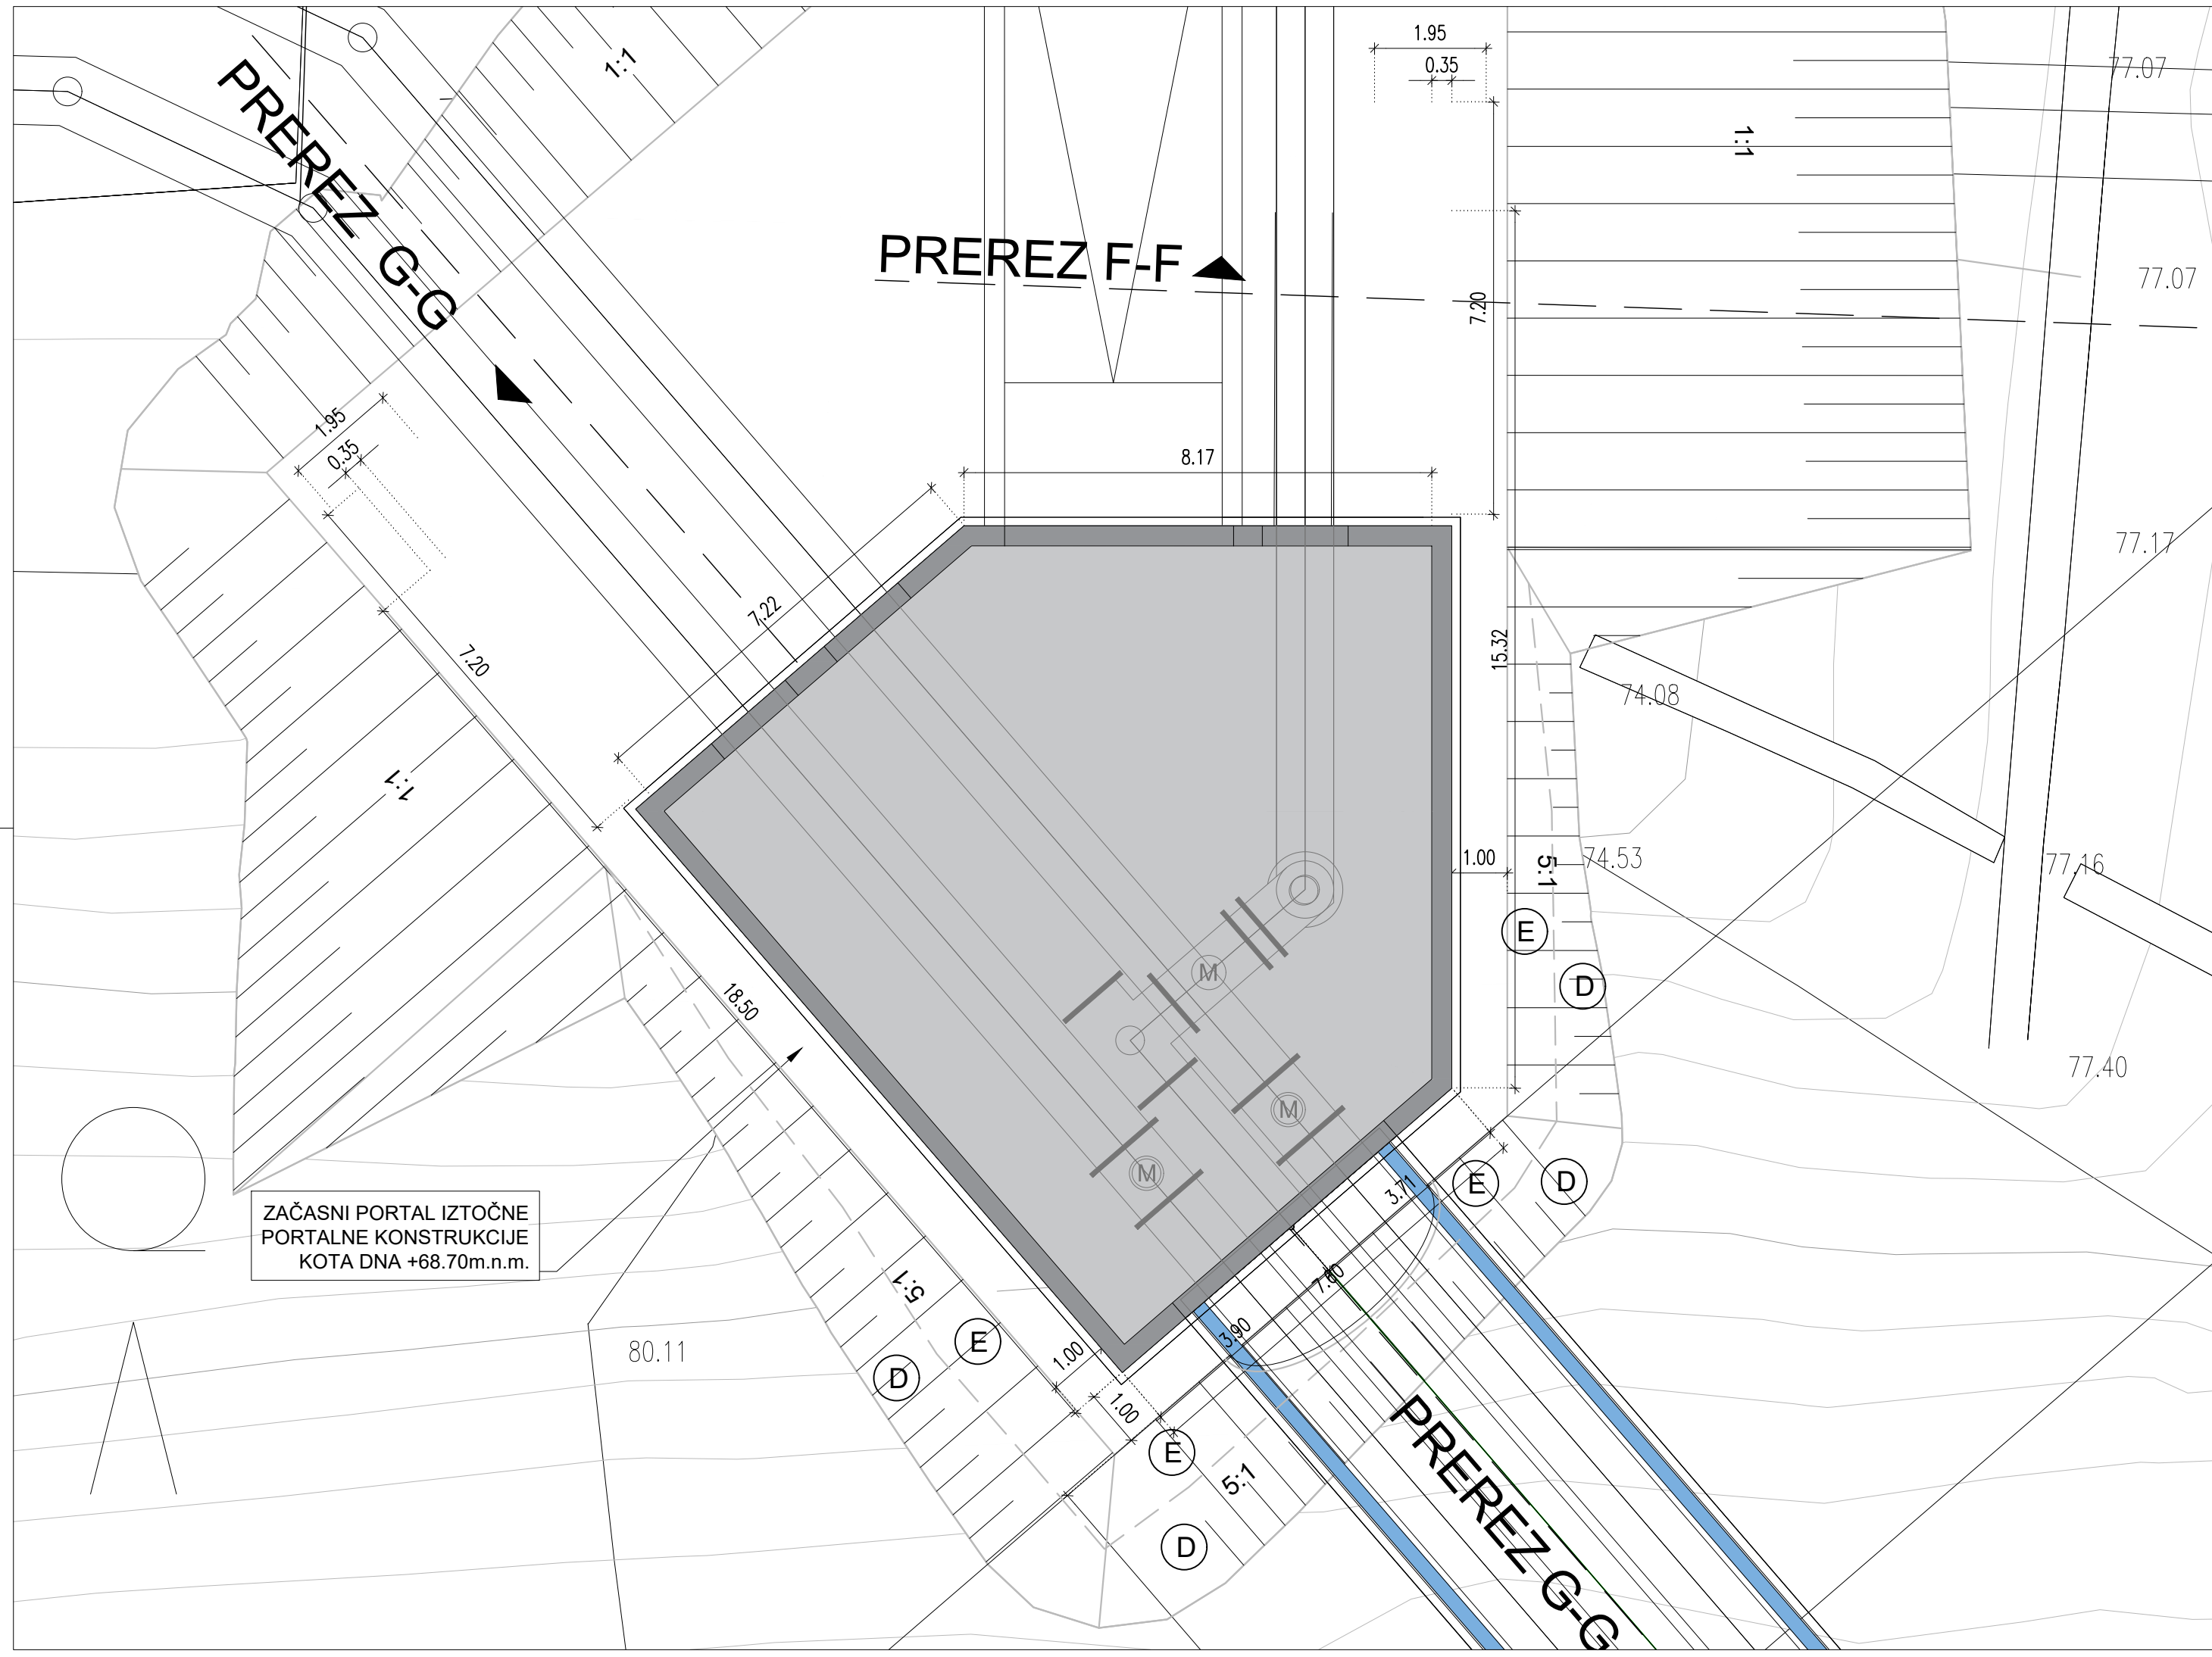 1.95
77.07
PREREZ G-G
1:1
0.35
1:1
PREREZ F-F
77.07
7.20
1.95
0.35
8.17
77.17
7.22
7.20
15.32
74.08
1:1
1.00
5:1
74.53
77.16
E
M
D
18.50
77.40
M
M
3.71
E
D
ZAČASNI PORTAL IZTOČNE
PORTALNE KONSTRUKCIJE
KOTA DNA +68.70m.n.m.
5:1
7.60
3.90
E
80.11
1.00
D
1.00
E
5:1
PREREZ G-G
D